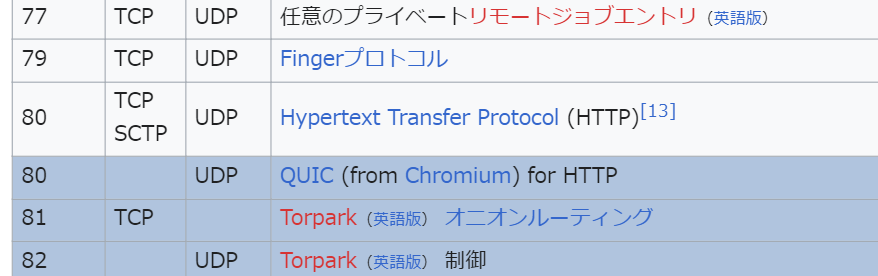 77 TCP UDP 任意のプライベートリモートジョブエントリ (英語版)
79 TCP UDP Fingerプロトコル
80 TCP SCTP UDP Hypertext Transfer Protocol (HTTP)[13]
80 UDP QUIC (from Chromium) for HTTP
81 TCP Torpark (英語版) オニオンルーティング
82 UDP Torpark (英語版) 制御